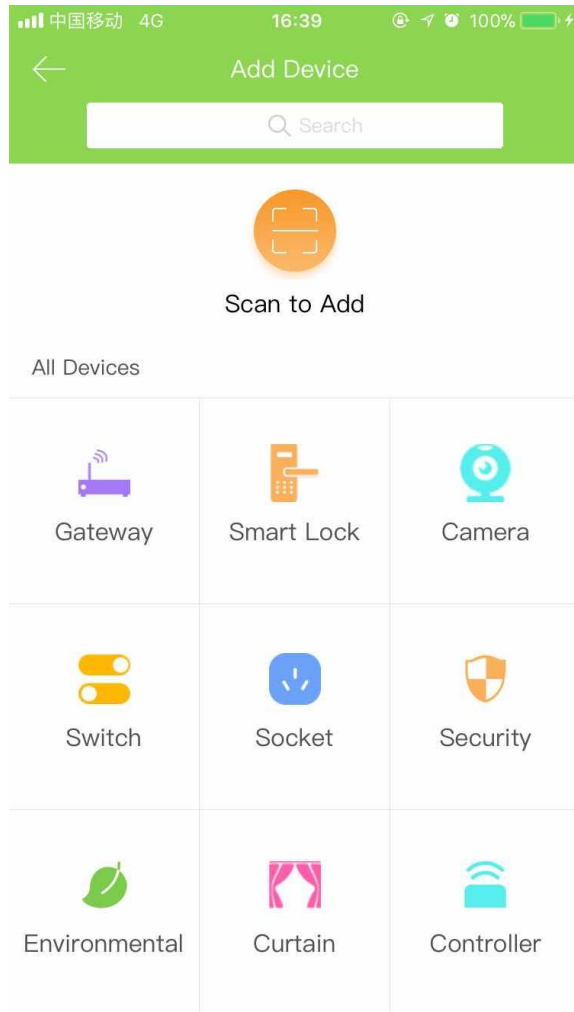 中国移动 4G 16:39 100%
Add Device
Search
Scan to Add
All Devices
Gateway Smart Lock Camera
Switch Socket Security
Environmental Curtain Controller